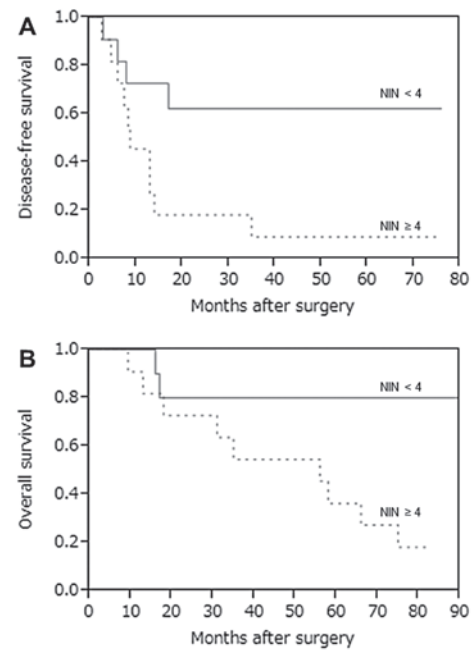 A
1.0
0.8
0.6
0.4
0.2
0.0
Disease-free survival
NIN < 4
NIN ≥ 4
0 10 20 30 40 50 60 70 80
Months after surgery
B
1.0
0.8
0.6
0.4
0.2
0.0
Overall survival
NIN < 4
NIN ≥ 4
0 10 20 30 40 50 60 70 80 90
Months after surgery